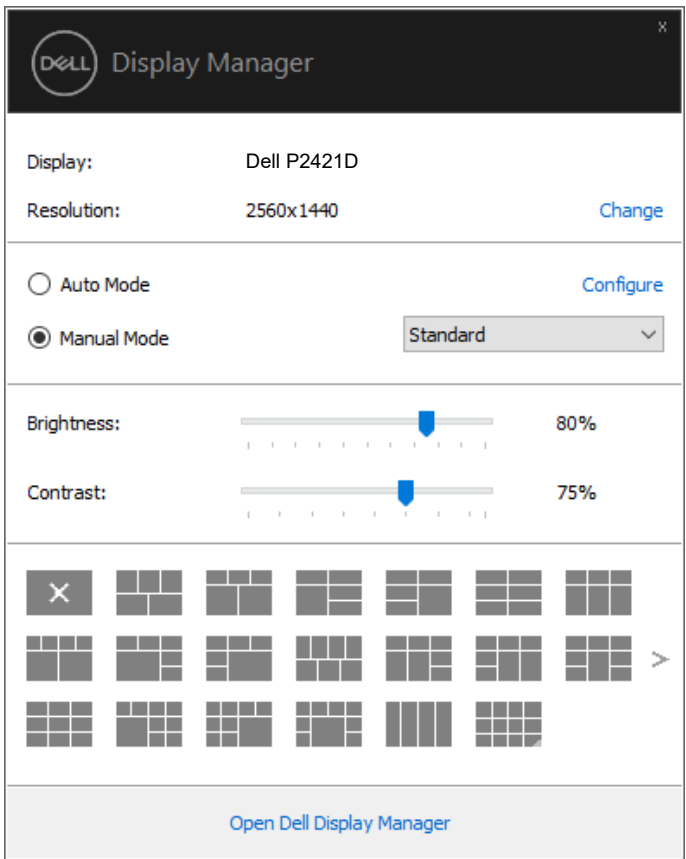 x
DELL Display Manager
Display: Dell P2421D
Resolution: 2560x1440 Change
Auto Mode Configure
Manual Mode Standard
Brightness: 80%
Contrast: 75%
>
Open Dell Display Manager